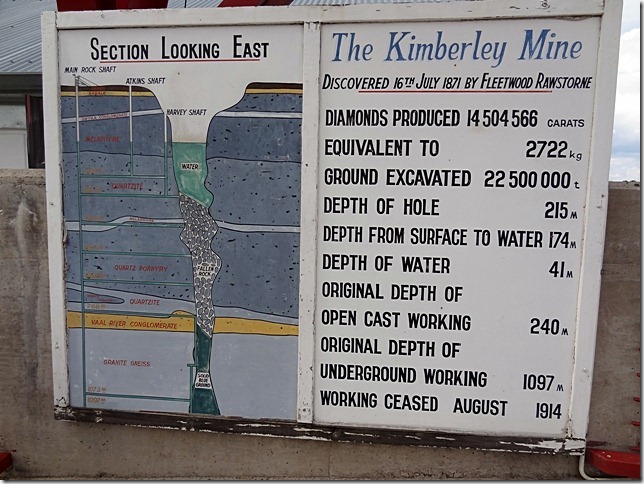 SECTION LOOKING EAST
MAIN ROCK SHAFT
ATKINS SHAFT
HARVEY SHAFT
MELAPHYRE
WATER
QUARTZITE
QUARTZ PORPHYRY
FALLEN
ROCK
QUARTZITE
VAAL RIVER CONGLOMERATE
GRANITE GNEISS
SOLID
BLUE
GROUND
1073 M
1097 M
The Kimberley Mine
DISCOVERED 16TH JULY 1871 BY FLEETWOOD RAWSTORNE
DIAMONDS PRODUCED 14 504 566 CARATS
EQUIVALENT TO 2722 kg
GROUND EXCAVATED 22 500 000 t
DEPTH OF HOLE 215 M
DEPTH FROM SURFACE TO WATER 174 M
DEPTH OF WATER 41 M
ORIGINAL DEPTH OF
OPEN CAST WORKING 240 M
ORIGINAL DEPTH OF
UNDERGROUND WORKING 1097 M
WORKING CEASED AUGUST 1914